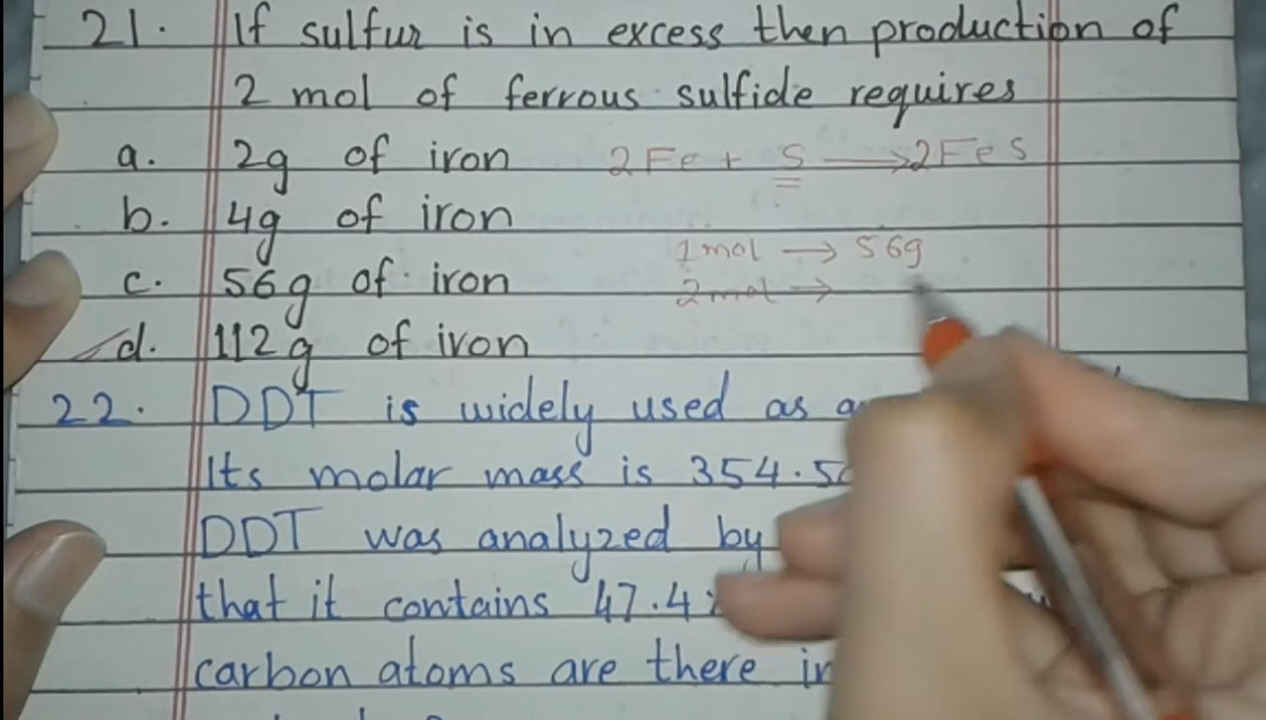 21. If sulfur is in excess then production of
2 mol of ferrous sulfide requires
a. 2g of iron 2Fe + S → 2FeS
b. 4g of iron
1mol → 56g
c. 56g of iron
2mol →
d. 112g of iron
22. DDT is widely used as
Its molar mass is 354.5
DDT was analyzed by
that it contains 47.4
carbon atoms are there in